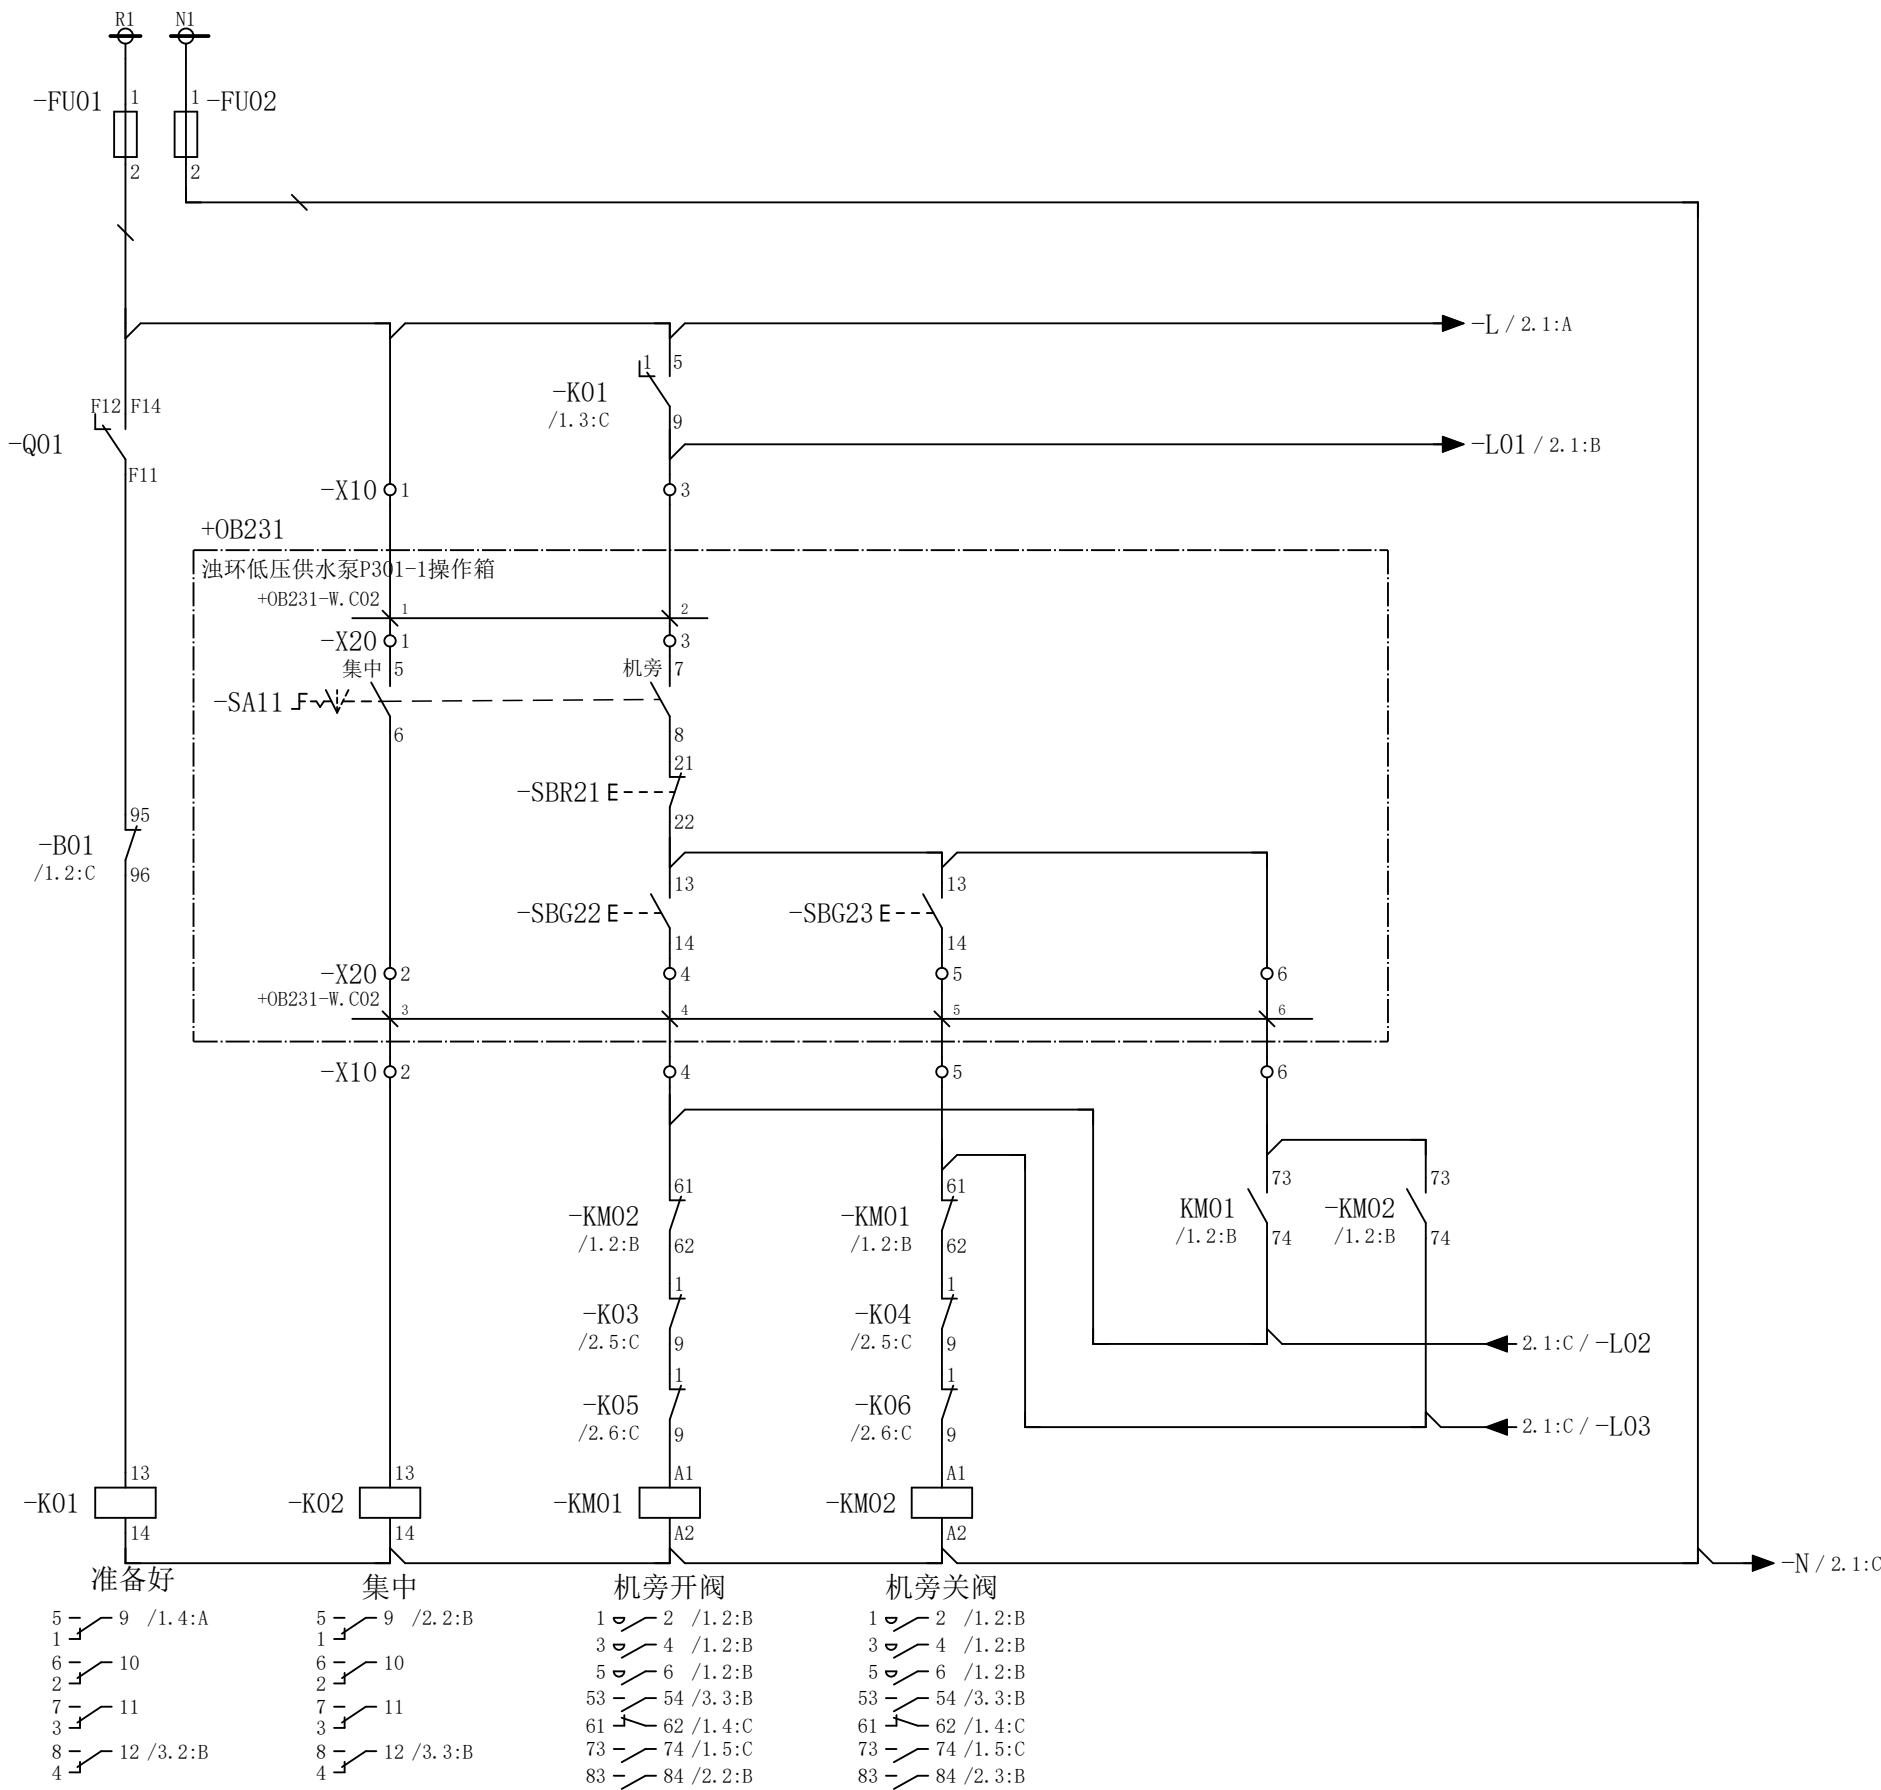 R1 N1
-FU01 1 1 -FU02
2 2
-L / 2.1:A
1 5
-K01
/1.3:C
9
F12 F14
-Q01
F11
-L01 / 2.1:B
-X10 1 3
+OB231
浊环低压供水泵P301-1操作箱
+OB231-W.C02 1 2
-X20 1 3
集中 5 机旁 7
-SA11
6 8
21
-SBR21
22
95
-B01
/1.2:C 96
13 13
-SBG22 -SBG23
14 14
-X20 2 4 5 6
+OB231-W.C02 3 4 5 6
-X10 2 4 5 6
61 61 73 73
-KM02 -KM01 KM01 -KM02
/1.2:B 62 /1.2:B 62 /1.2:B 74 /1.2:B 74
1 1
-K03 -K04
/2.5:C 9 /2.5:C 9
2.1:C / -L02
1 1
-K05 -K06
/2.6:C 9 /2.6:C 9
2.1:C / -L03
13 13 A1 A1
-K01 -K02 -KM01 -KM02
14 14 A2 A2
-N / 2.1:C
准备好 集中 机旁开阀 机旁关阀
5 9 /1.4:A
1
6 10
2
7 11
3
8 12 /3.2:B
4
5 9 /2.2:B
1
6 10
2
7 11
3
8 12 /3.3:B
4
1 2 /1.2:B
3 4 /1.2:B
5 6 /1.2:B
53 54 /3.3:B
61 62 /1.4:C
73 74 /1.5:C
83 84 /2.2:B
1 2 /1.2:B
3 4 /1.2:B
5 6 /1.2:B
53 54 /3.3:B
61 62 /1.4:C
73 74 /1.5:C
83 84 /2.3:B